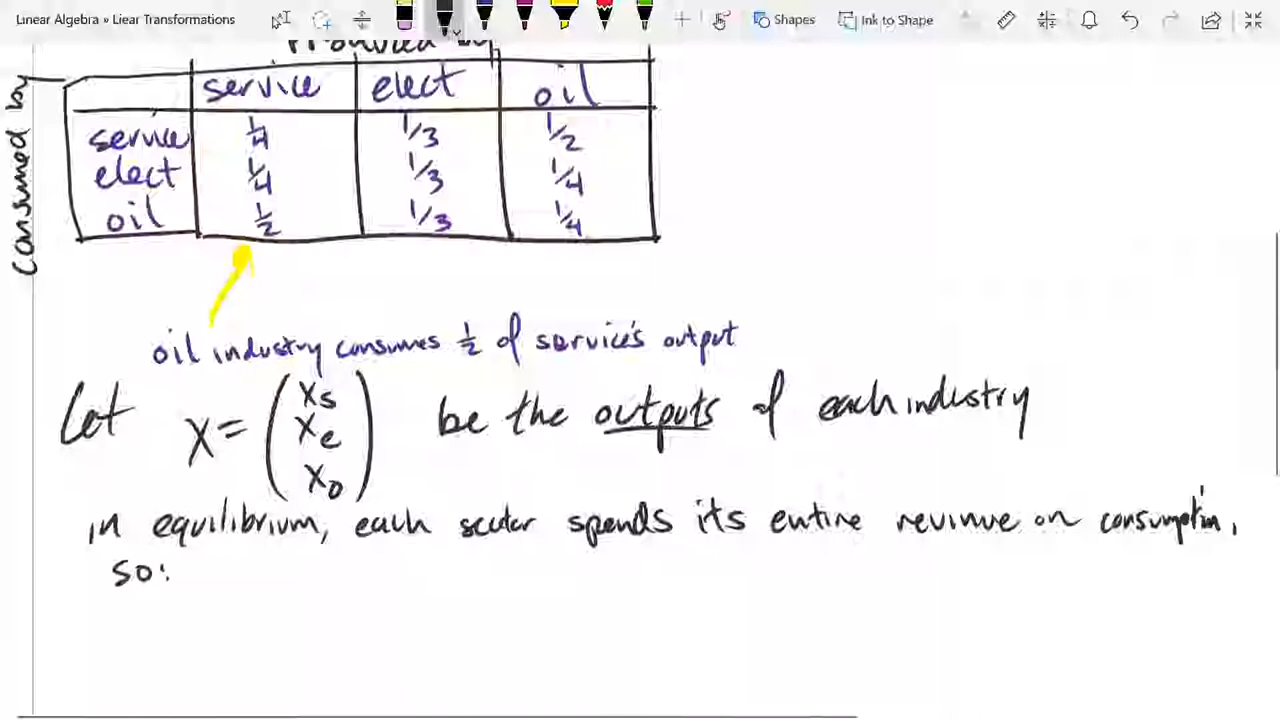 Linear Algebra » Liear Transformations
Shapes
Ink to Shape
Produced by
Consumed by
service elect oil
service 1/4 1/3 1/2
elect 1/4 1/3 1/4
oil 1/2 1/3 1/4
oil industry consumes 1/2 of service's output
Let X = (xs xe xo) be the outputs of each industry
in equilibrium, each sector spends its entire revinue on consumption,
so: